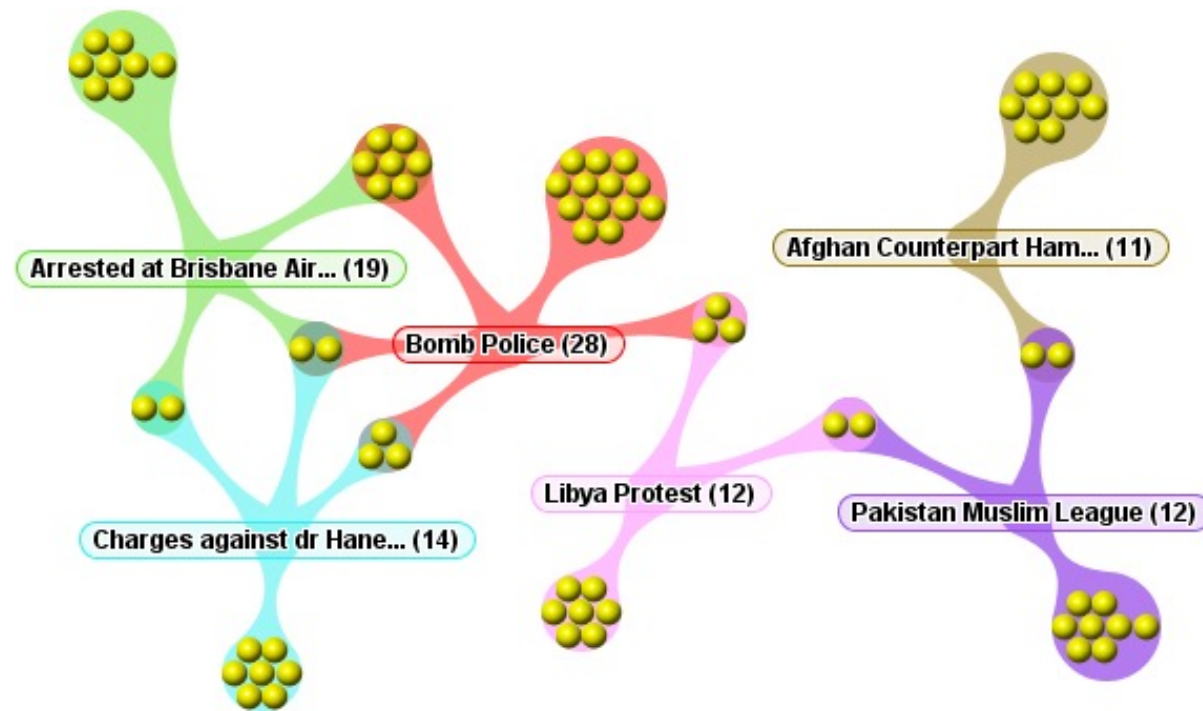 Afghan Counterpart Ham... (11)
Arrested at Brisbane Air... (19)
Bomb Police (28)
Libya Protest (12)
Pakistan Muslim League (12)
Charges against dr Hane... (14)